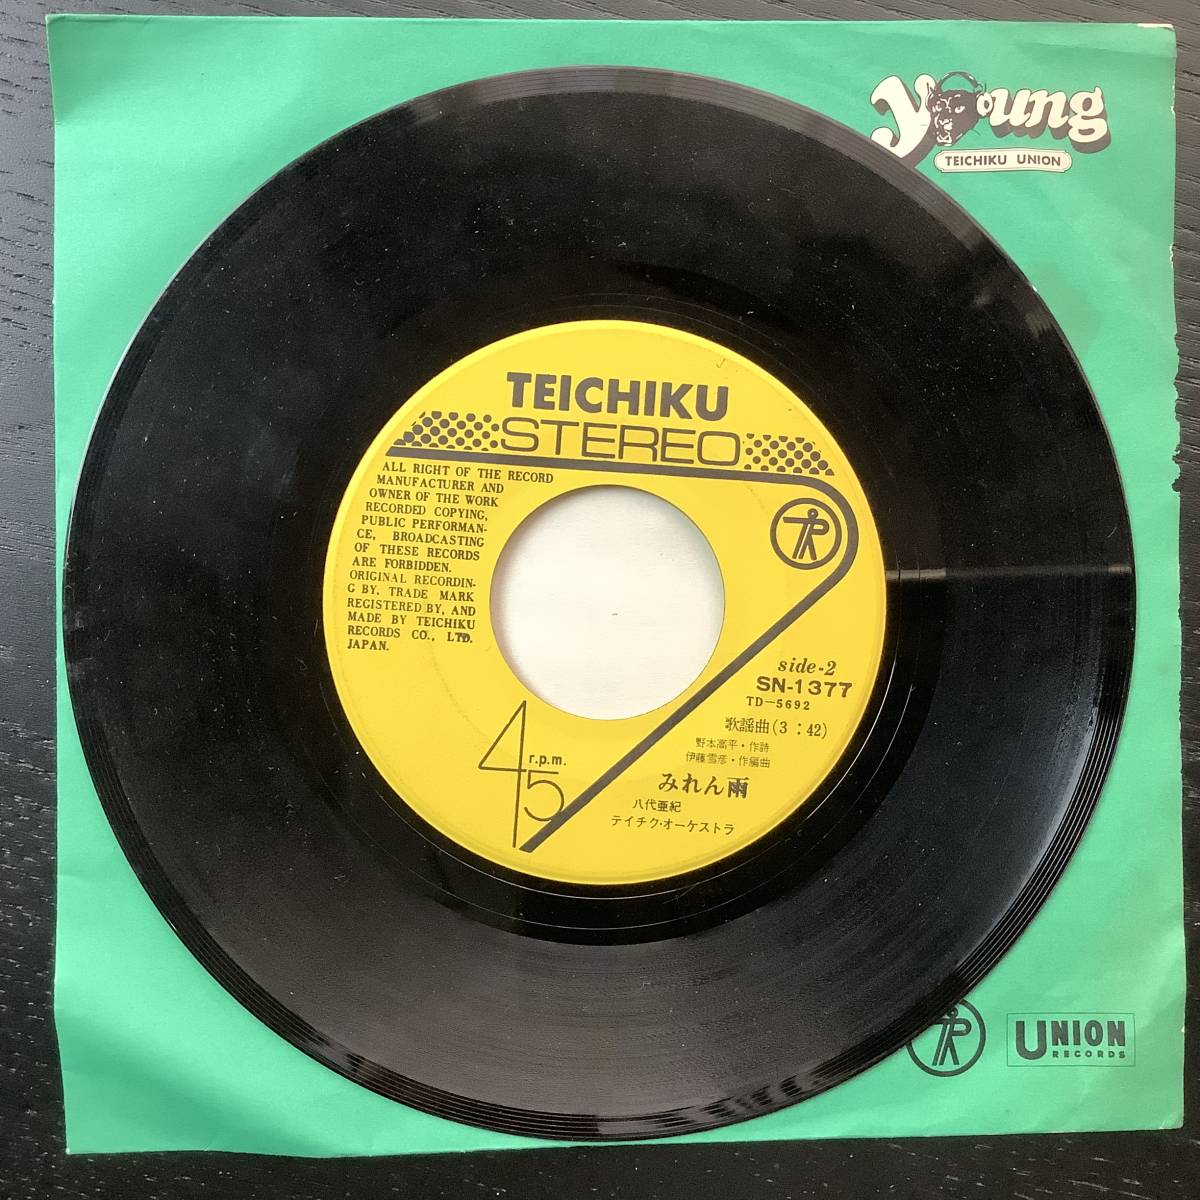 Young
TEICHIKU UNION
TEICHIKU
STEREO
ALL RIGHT OF THE RECORD
MANUFACTURER AND
OWNER OF THE WORK
RECORDED COPYING,
PUBLIC PERFORMAN-
CE, BROADCASTING
OF THESE RECORDS
ARE FORBIDDEN.
ORIGINAL RECORDIN-
G BY, TRADE MARK
REGISTERED BY, AND
MADE BY TEICHIKU
RECORDS CO., LTD.
JAPAN.
side-2
SN-1377
TD-5692
歌謡曲(3:42)
野本高平・作詩
伊藤雪彦・作編曲
みれん雨
八代亜紀
テイチク・オーケストラ
45 r.p.m.
UNION
RECORDS